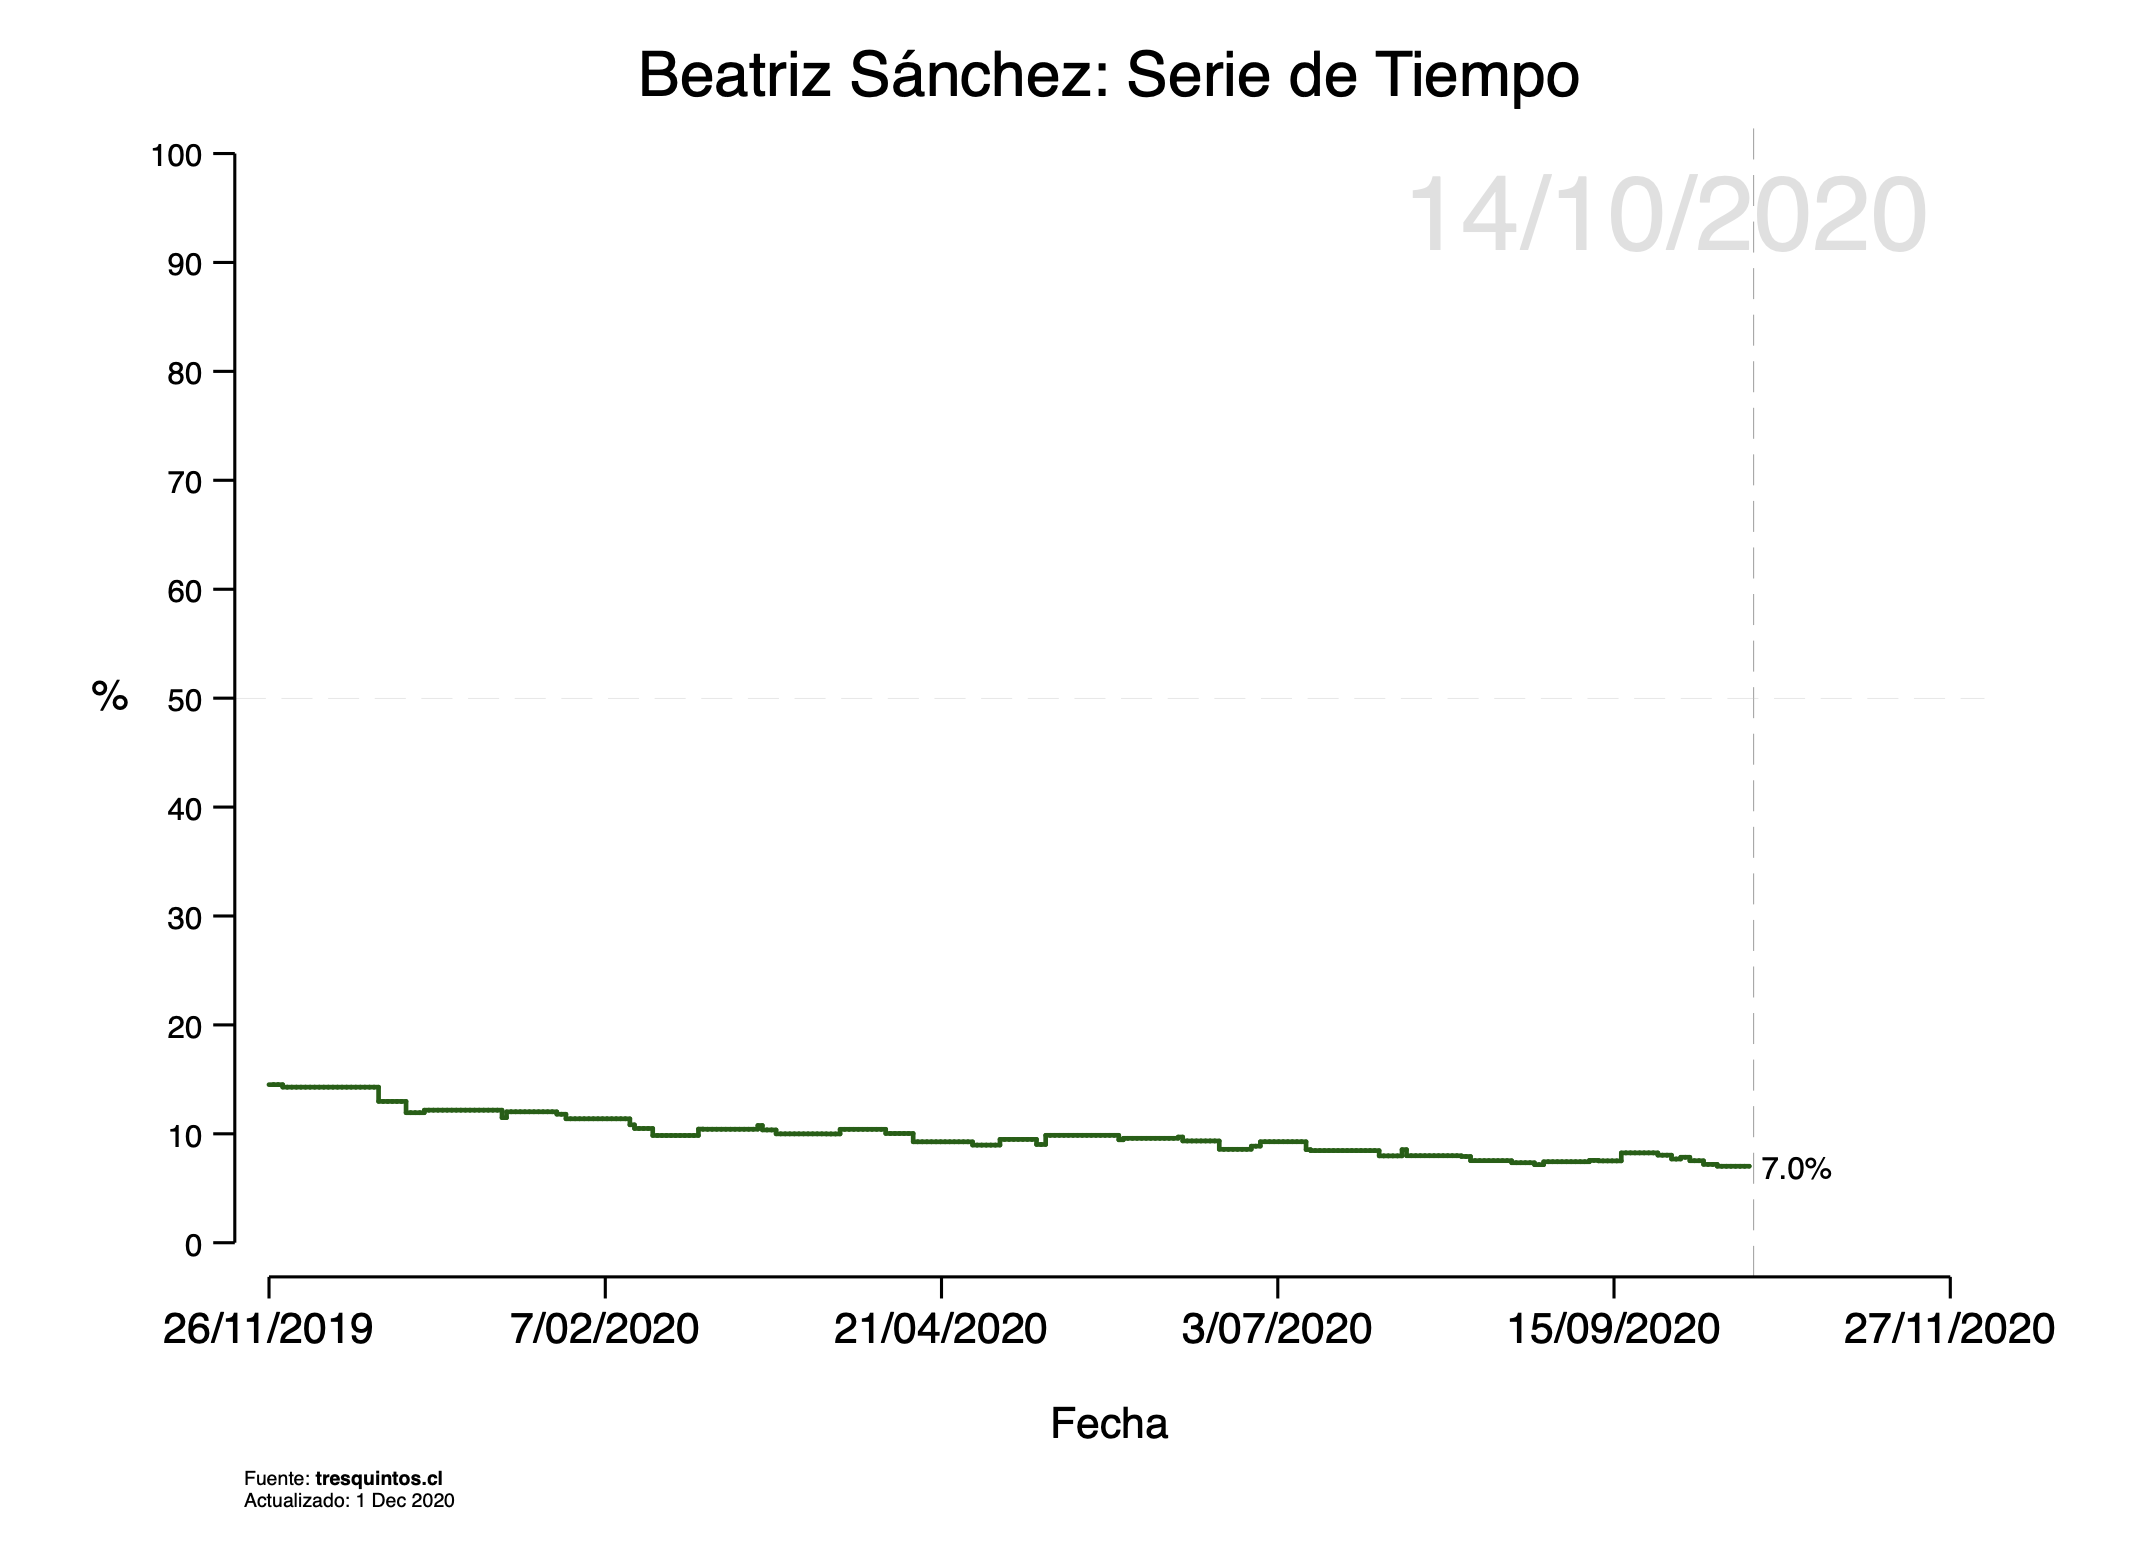 Beatriz Sánchez: Serie de Tiempo
14/10/2020
100
90
80
70
60
50
40
30
20
10
0
%
7.0%
26/11/2019 7/02/2020 21/04/2020 3/07/2020 15/09/2020 27/11/2020
Fecha
Fuente: tresquintos.cl
Actualizado: 1 Dec 2020